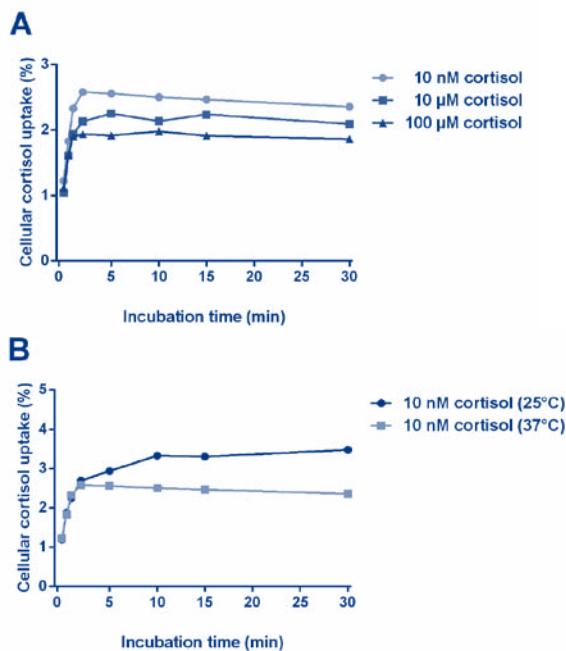 A
Cellular cortisol uptake (%)
3
2
1
0
0 5 10 15 20 25 30
Incubation time (min)
10 nM cortisol
10 µM cortisol
100 µM cortisol
B
Cellular cortisol uptake (%)
5
4
3
2
1
0
0 5 10 15 20 25 30
Incubation time (min)
10 nM cortisol (25°C)
10 nM cortisol (37°C)